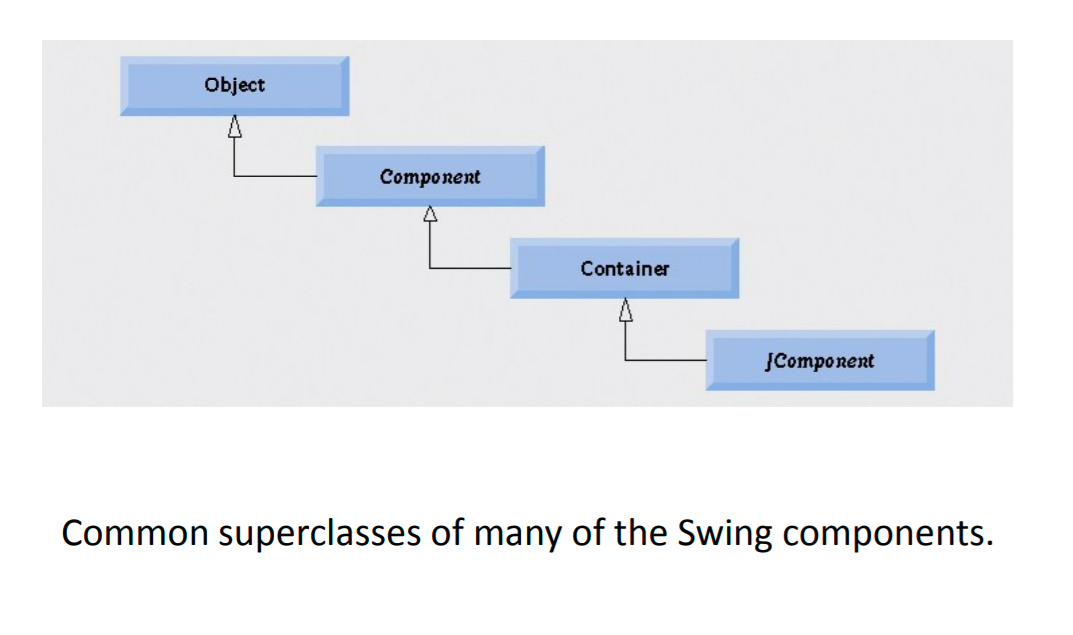 Object
Component
Container
JComponent
Common superclasses of many of the Swing components.